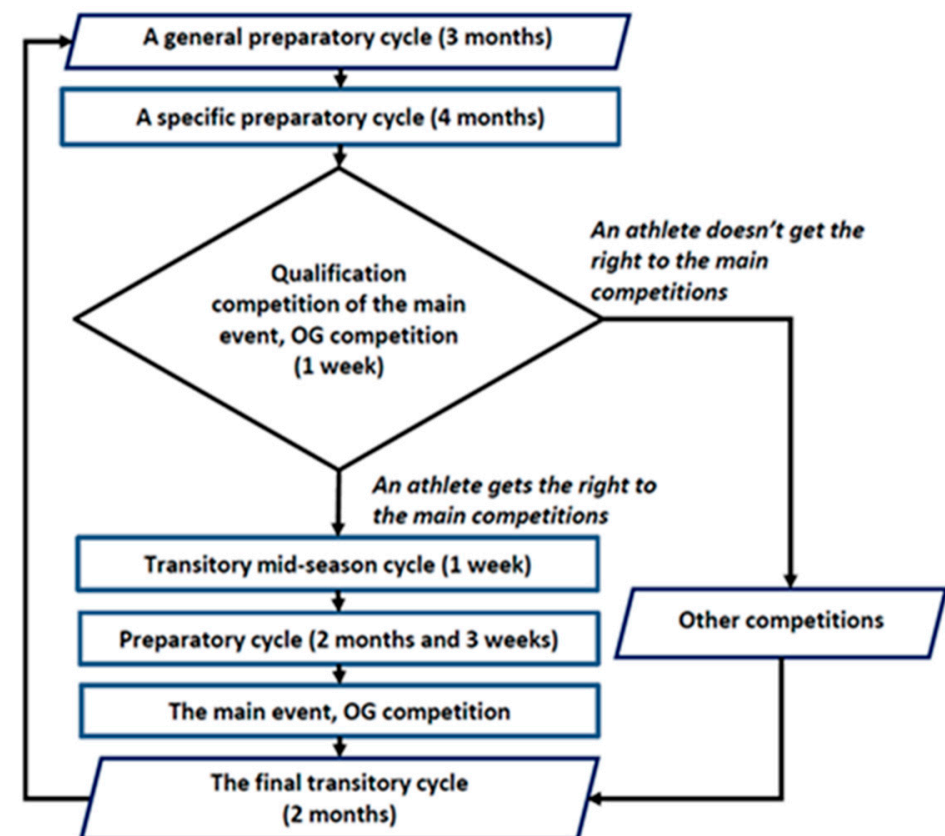 A general preparatory cycle (3 months)
A specific preparatory cycle (4 months)
Qualification
competition of the main
event, OG competition
(1 week)
An athlete doesn't get the
right to the main
competitions
An athlete gets the right to
the main competitions
Transitory mid-season cycle (1 week)
Preparatory cycle (2 months and 3 weeks)
Other competitions
The main event, OG competition
The final transitory cycle
(2 months)